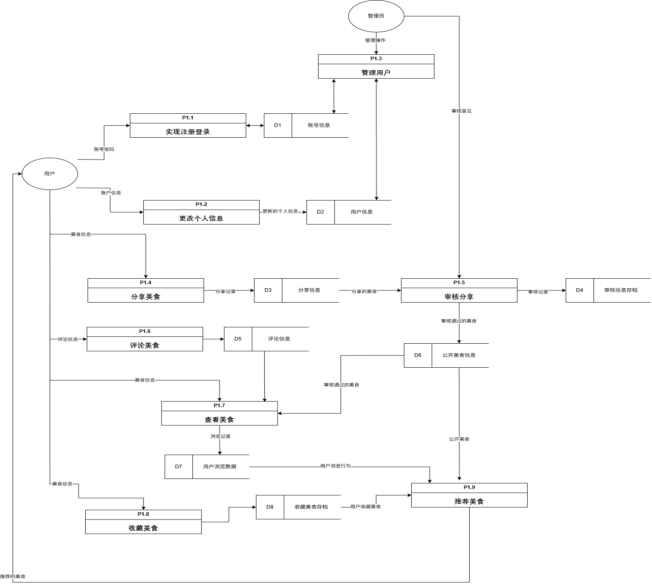 管理员
管理操作
P1.3
管理用户
审核鉴定
P1.1
实现注册登录
D1
账号信息
账号密码
用户
账户信息
P1.2
更改个人信息
更新的个人信息
D2
用户信息
美食信息
P1.4
分享美食
分享记录
D3
分享信息
分享的美食
P1.5
审核分享
审核记录
D4
审核信息存档
审核通过的美食
P1.6
评论美食
评论信息
D5
评论信息
D6
公开美食信息
美食信息
审核通过的美食
P1.7
查看美食
浏览记录
公开美食
D7
用户浏览数据
用户浏览行为
美食信息
P1.9
推荐美食
P1.8
收藏美食
D8
收藏美食存档
用户收藏美食
推荐的美食